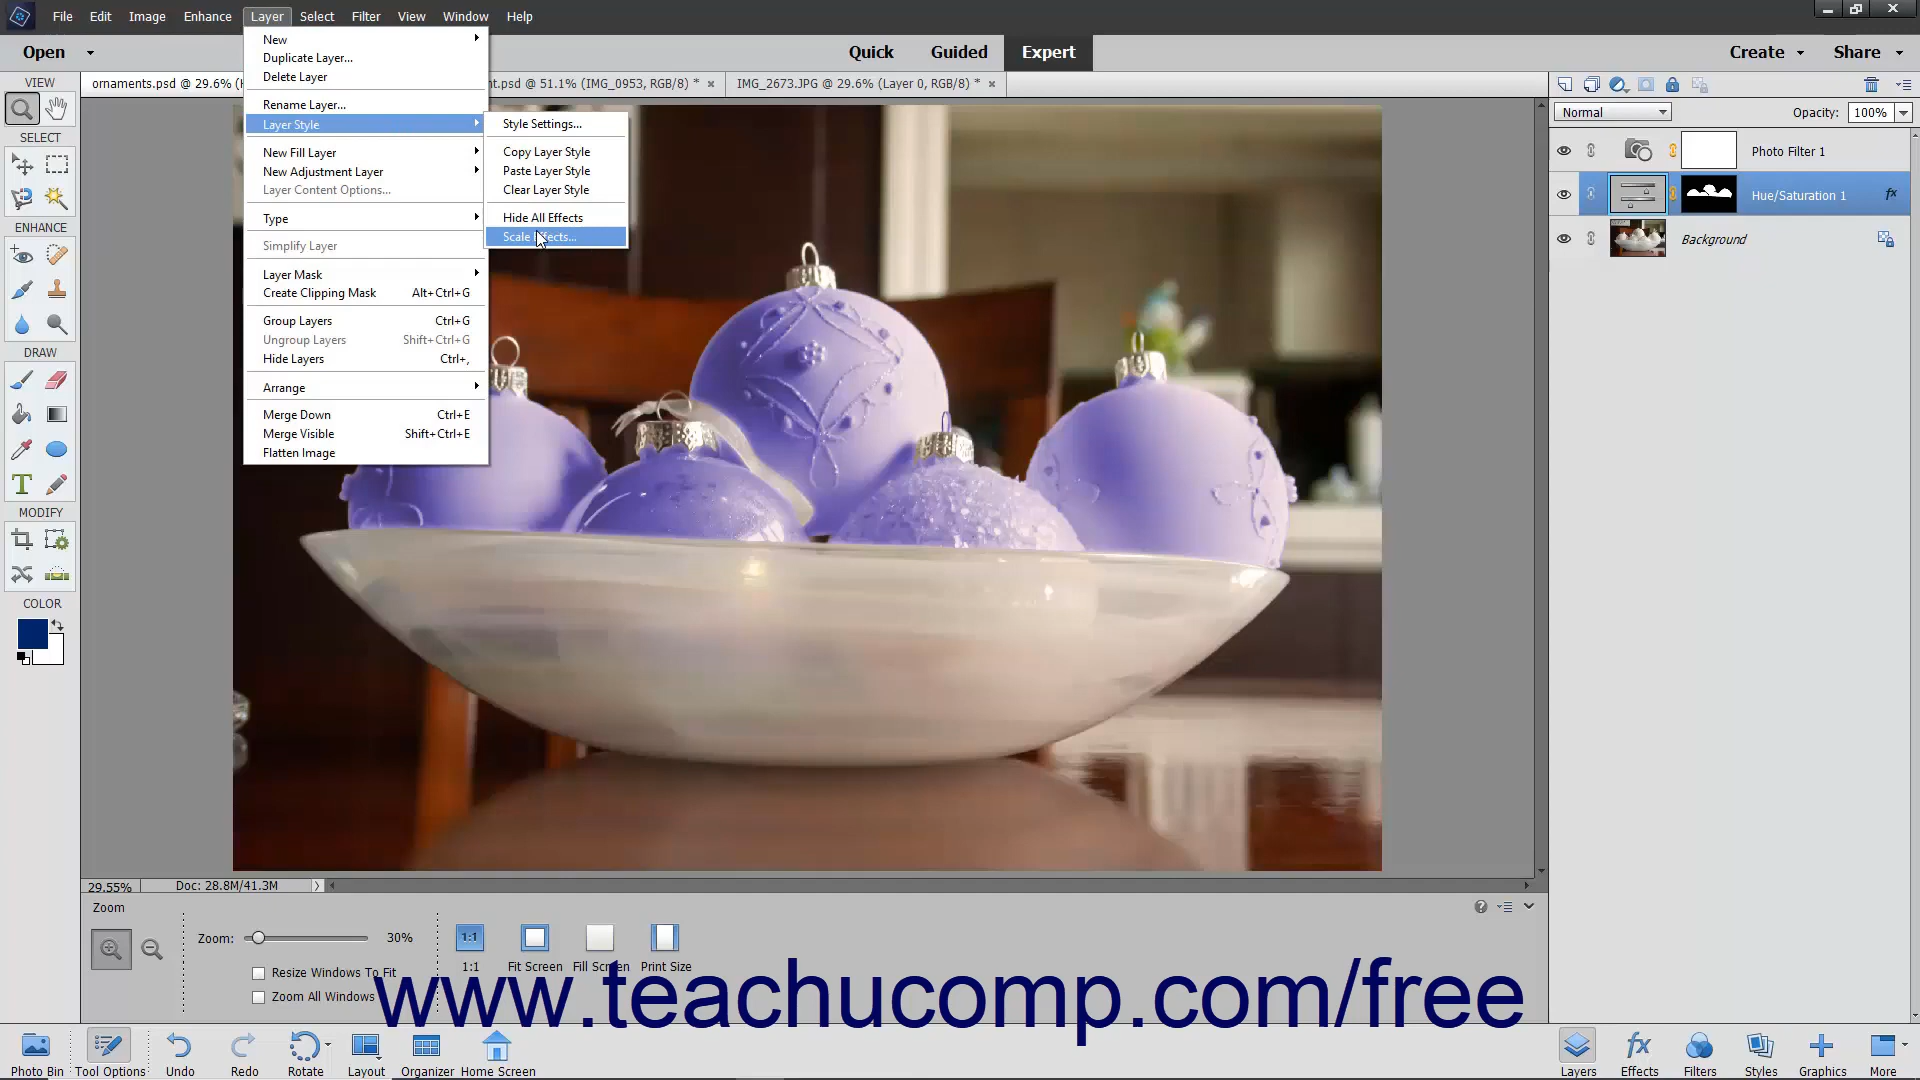 File Edit Image Enhance Layer Select Filter View Window Help
Open Quick Guided Expert Create Share
ornaments.psd @ 29.6% (H
nt.psd @ 51.1% (IMG_0953, RGB/8) *
IMG_2673.JPG @ 29.6% (Layer 0, RGB/8) *
VIEW
SELECT
ENHANCE
DRAW
MODIFY
COLOR
New
Duplicate Layer...
Delete Layer
Rename Layer...
Layer Style
New Fill Layer
New Adjustment Layer
Layer Content Options...
Type
Simplify Layer
Layer Mask
Create Clipping Mask Alt+Ctrl+G
Group Layers Ctrl+G
Ungroup Layers Shift+Ctrl+G
Hide Layers Ctrl+,
Arrange
Merge Down Ctrl+E
Merge Visible Shift+Ctrl+E
Flatten Image
Style Settings...
Copy Layer Style
Paste Layer Style
Clear Layer Style
Hide All Effects
Scale Effects...
Normal Opacity: 100%
Photo Filter 1
Hue/Saturation 1 fx
Background
29.55% Doc: 28.8M/41.3M
Zoom
Zoom: 30%
Resize Windows To Fit
Zoom All Windows
1:1
1:1 Fit Screen Fill Screen Print Size
www.teachucomp.com/free
Photo Bin Tool Options Undo Redo Rotate Layout Organizer Home Screen
fx
Layers Effects Filters Styles Graphics More